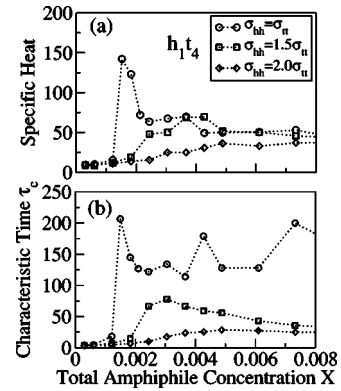 (a)
h₁t₄
σhh=σtt
σhh=1.5σtt
σhh=2.0σtt
Specific Heat
200
150
100
50
0
(b)
Characteristic Time τc
250
200
150
100
50
0
0 0.002 0.004 0.006 0.008
Total Amphiphile Concentration X